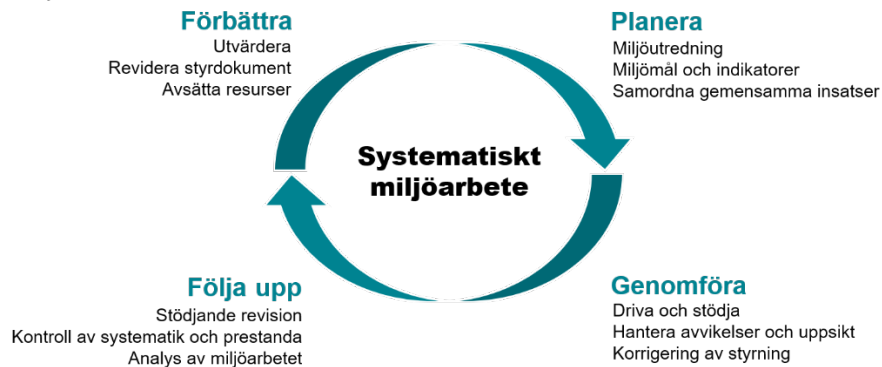 Förbättra
Utvärdera
Revidera styrdokument
Avsätta resurser
Planera
Miljöutredning
Miljömål och indikatorer
Samordna gemensamma insatser
Systematiskt
miljöarbete
Följa upp
Stödjande revision
Kontroll av systematik och prestanda
Analys av miljöarbetet
Genomföra
Driva och stödja
Hantera avvikelser och uppsikt
Korrigering av styrning